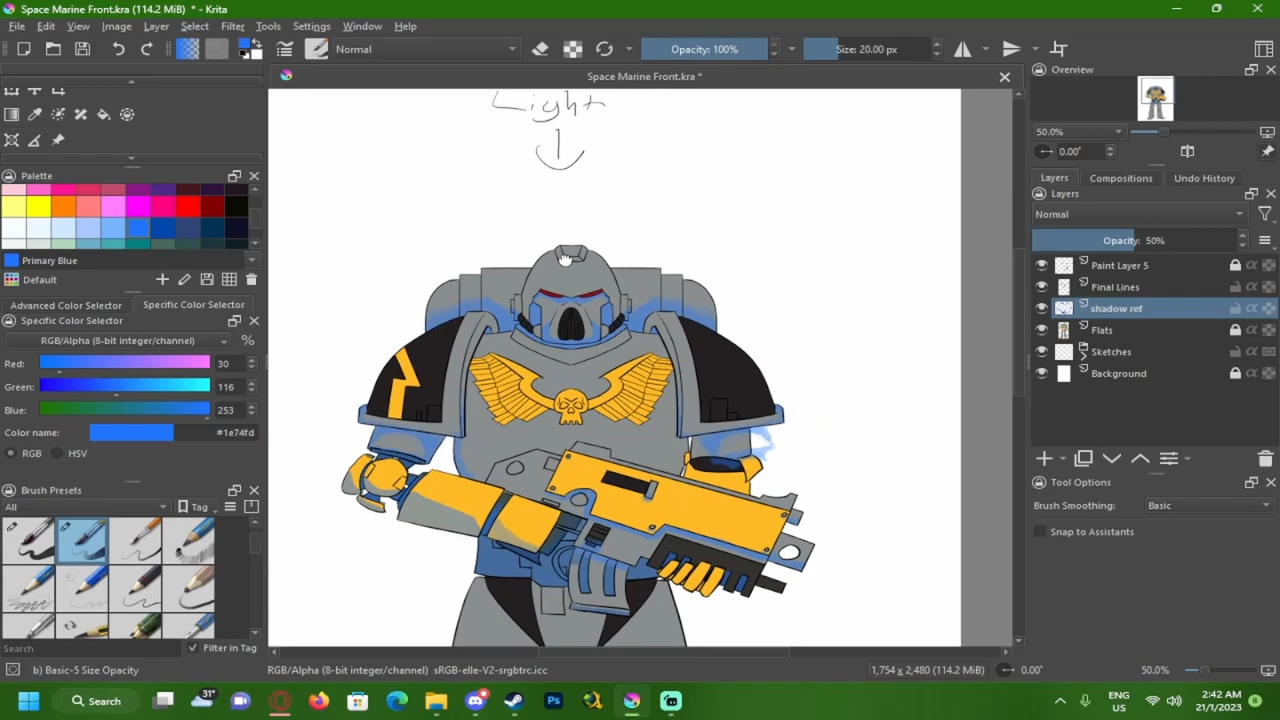 Space Marine Front.kra (114.2 MiB) * - Krita
File Edit View Image Layer Select Filter Tools Settings Window Help
Normal Opacity: 100% Size: 20.00 px
Space Marine Front.kra *
Overview
Light
50.0%
0.00°
Palette
Layers Compositions Undo History
Layers
Normal
Opacity: 50%
Primary Blue
Paint Layer 5
Default
Final Lines
Advanced Color Selector Specific Color Selector
shadow ref
Specific Color Selector
Flats
RGB/Alpha (8-bit integer/channel) %
Sketches
Red: 30
Background
Green: 116
Blue: 253
Color name: #1e74fd
RGB HSV
Tool Options
Brush Presets
Brush Smoothing: Basic
All Tag
Snap to Assistants
Search Filter in Tag
b) Basic-5 Size Opacity RGB/Alpha (8-bit integer/channel) sRGB-elle-V2-srgbtrc.icc 1,754 x 2,480 (114.2 MiB) 0.00° 50.0%
Search 31° Ps ENG US 2:42 AM 21/1/2023 8